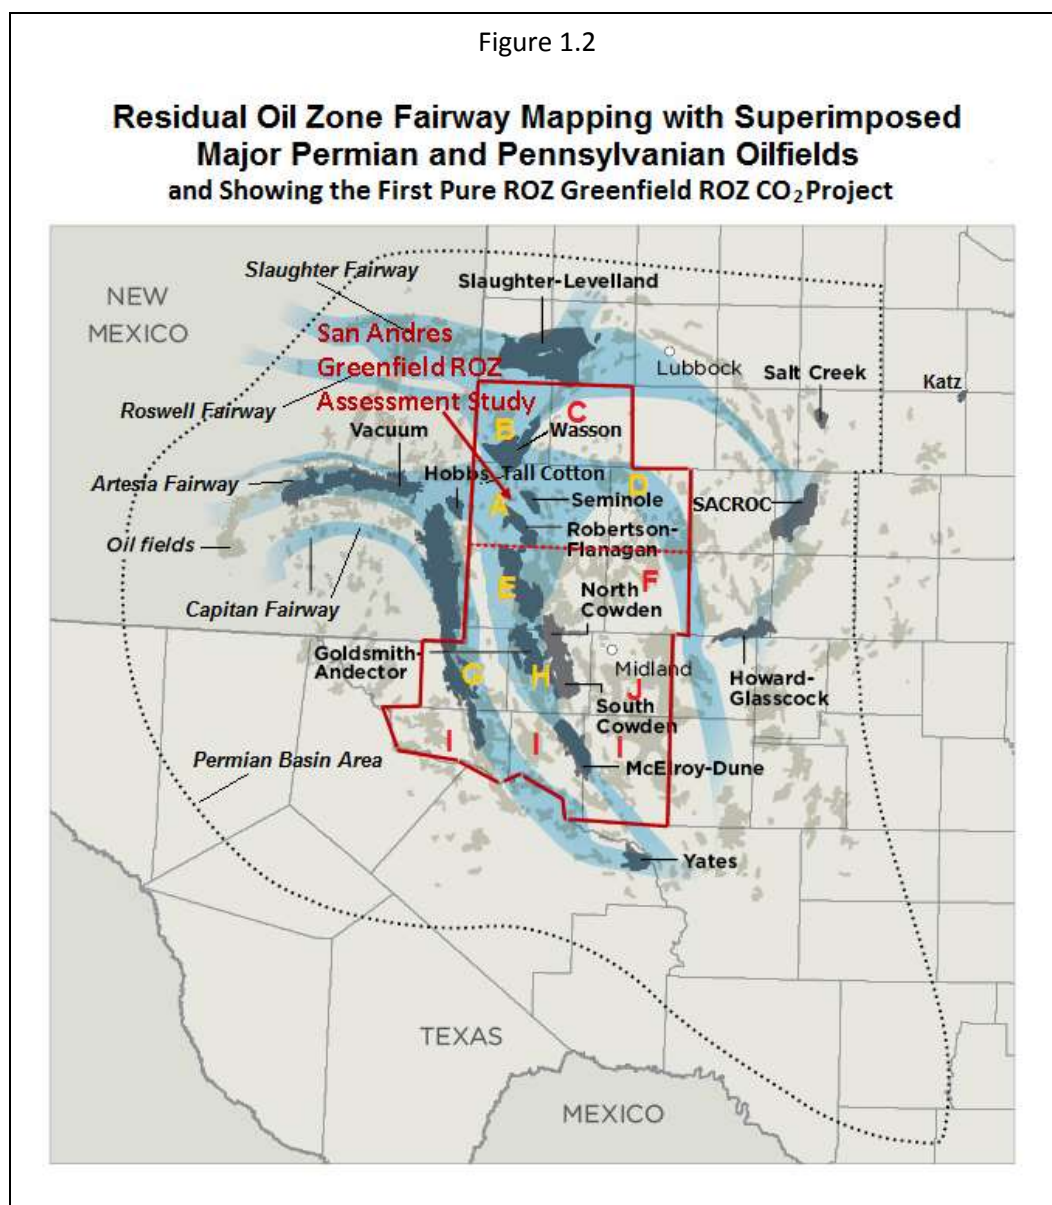 Figure 1.2
Residual Oil Zone Fairway Mapping with Superimposed
Major Permian and Pennsylvanian Oilfields
and Showing the First Pure ROZ Greenfield ROZ CO2 Project
Slaughter Fairway
Slaughter-Levelland
NEW
MEXICO
San Andres
Greenfield ROZ
Assessment Study
Lubbock
Salt Creek
Katz
Roswell Fairway
C
B
Vacuum
Wasson
Hobbs
Tall Cotton
Artesia Fairway
D
Seminole
SACROC
A
Robertson-
Flanagan
Oil fields
E
F
North
Cowden
Capitan Fairway
Goldsmith-
Andector
G
H
Midland
J
Howard-
Glasscock
South
Cowden
I
I
I
Permian Basin Area
McElroy-Dune
Yates
TEXAS
MEXICO